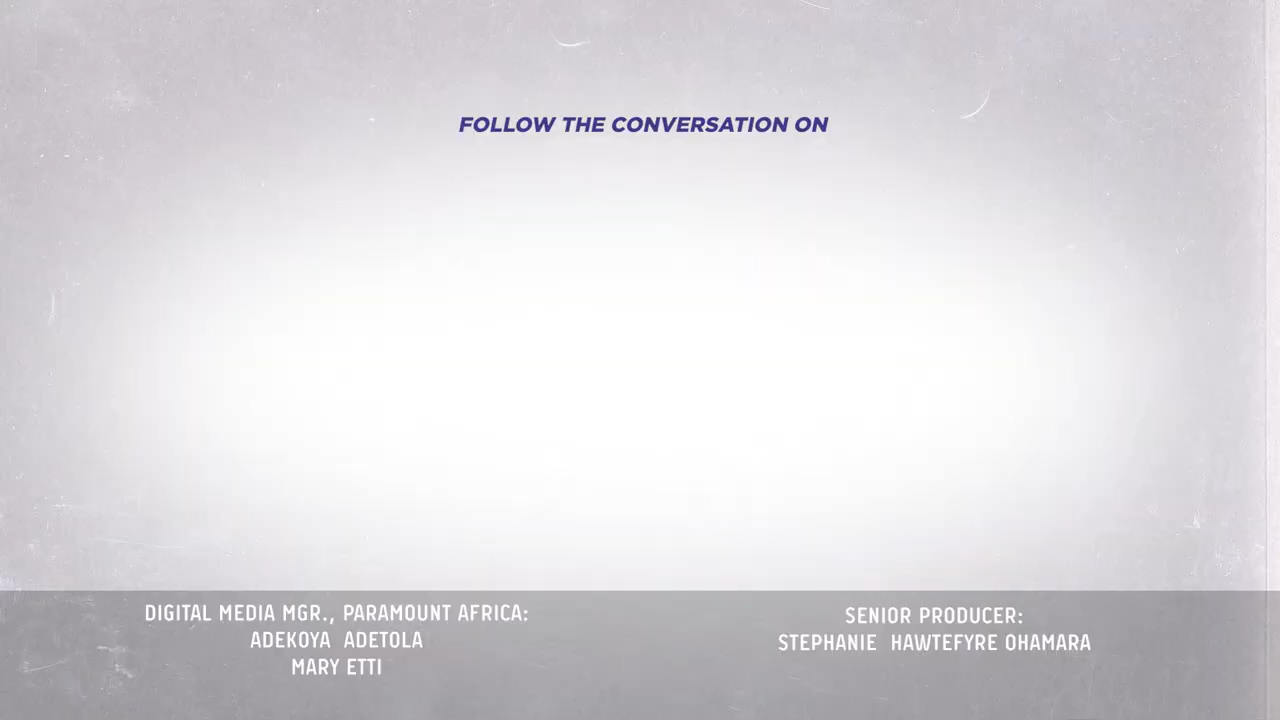 FOLLOW THE CONVERSATION ON
DIGITAL MEDIA MGR., PARAMOUNT AFRICA:
ADEKOYA ADETOLA
MARY ETTI
SENIOR PRODUCER:
STEPHANIE HAWTEFYRE OHAMARA